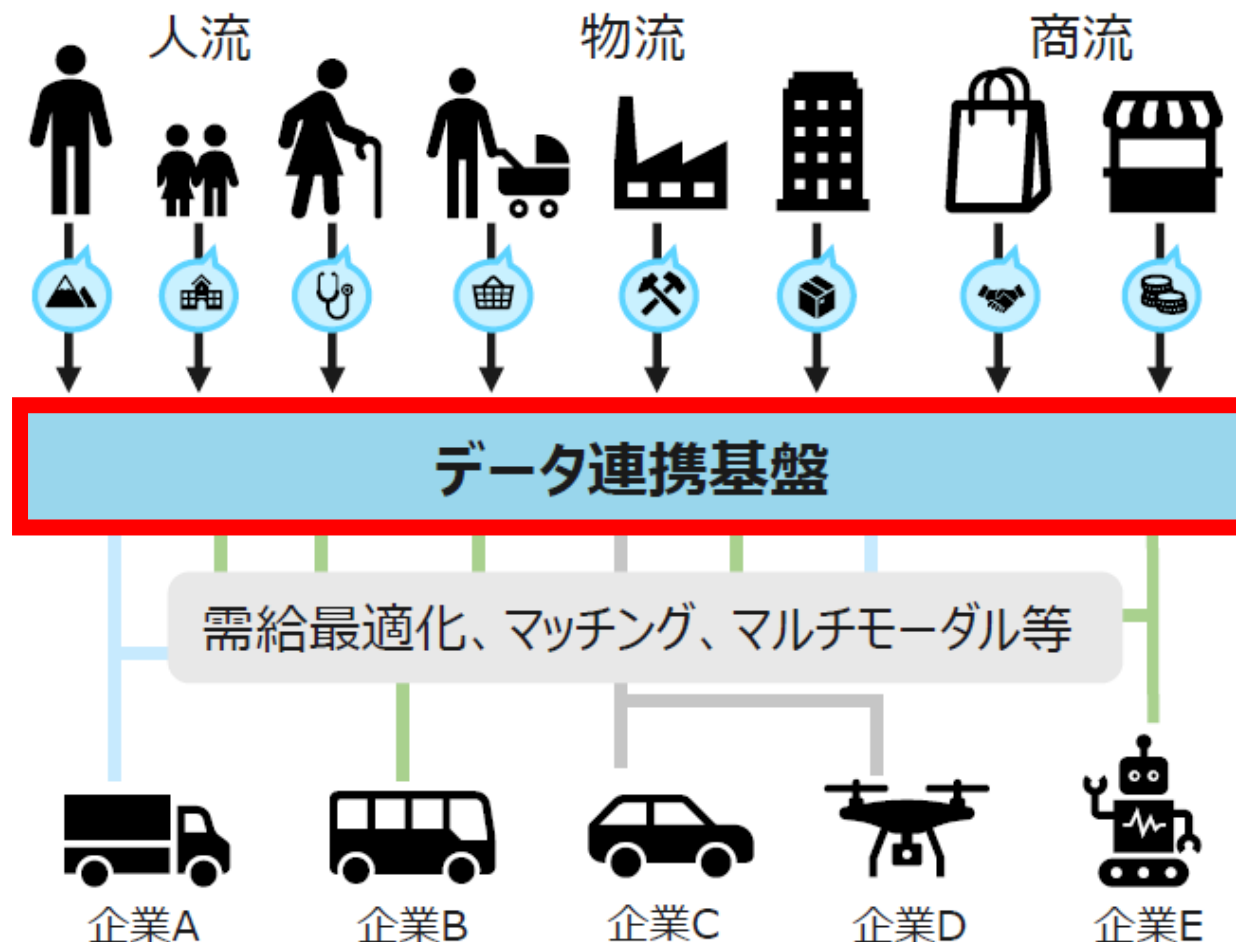 人流
物流
商流
データ連携基盤
需給最適化、マッチング、マルチモーダル等
企業A
企業B
企業C
企業D
企業E